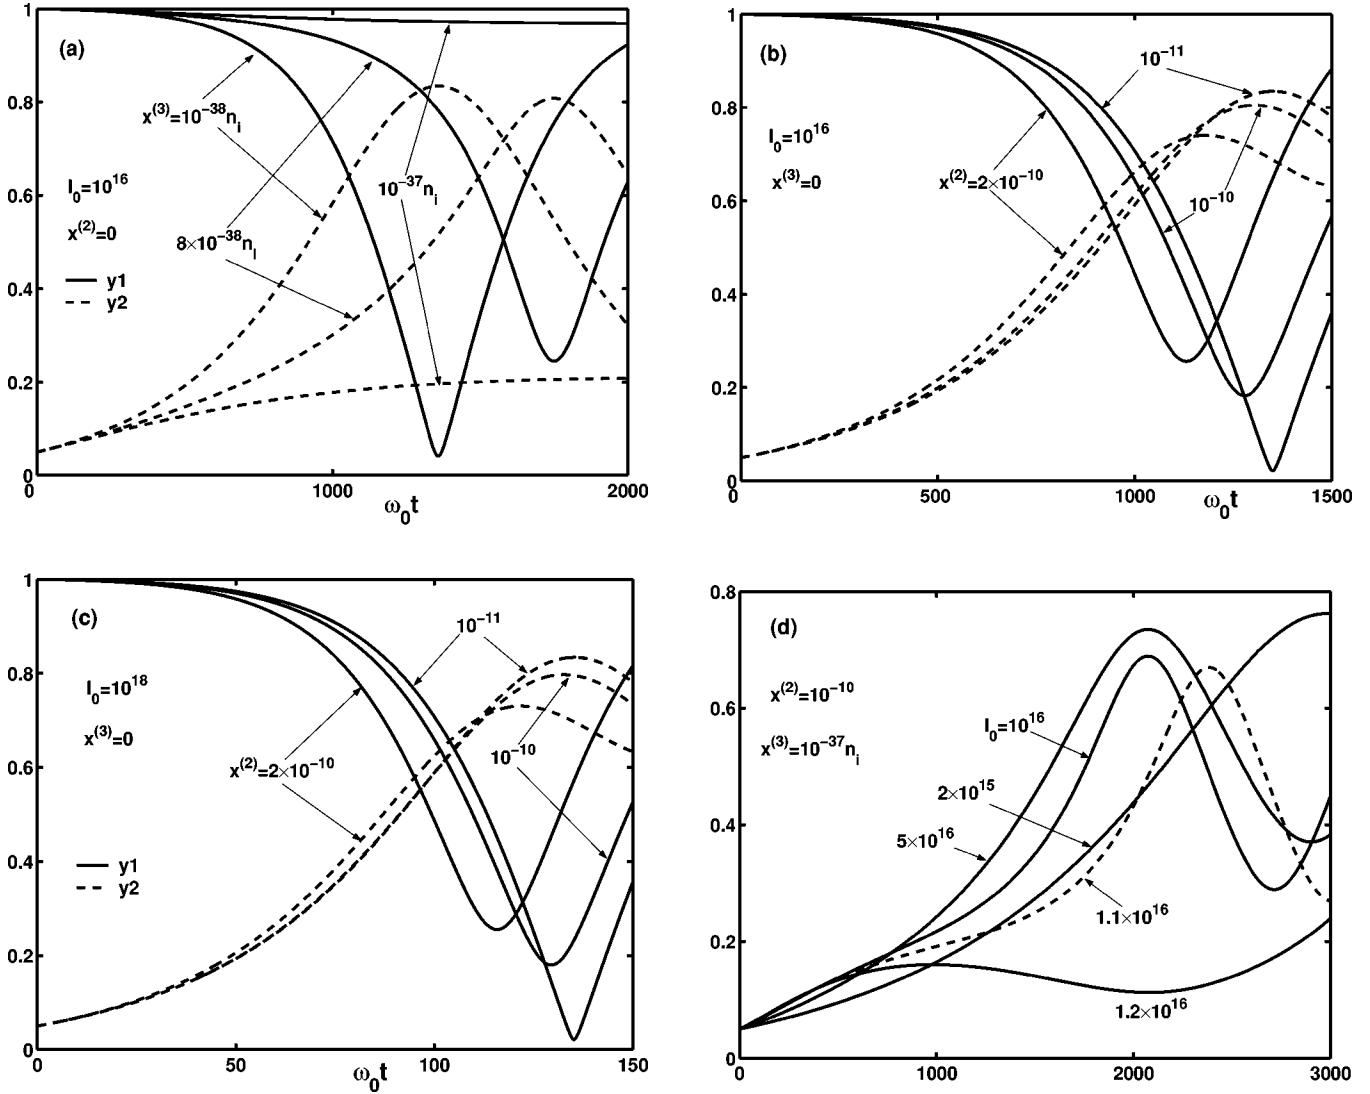 1
(a)
0.8
x(3)=10−38ni
I0=1016
0.6
10−37ni
x(2)=0
8×10−38ni
0.4
y1
y2
0.2
0
0
1000
2000
ω0t
1
(b)
10−11
0.8
I0=1016
x(3)=0
x(2)=2×10−10
0.6
10−10
0.4
0.2
0
0
500
1000
1500
ω0t
1
(c)
10−11
0.8
I0=1018
x(3)=0
x(2)=2×10−10
10−10
0.6
0.4
y1
y2
0.2
0
0
50
100
150
ω0t
0.8
(d)
x(2)=10−10
I0=1016
x(3)=10−37ni
0.6
2×1015
5×1016
0.4
1.1×1016
0.2
1.2×1016
0
0
1000
2000
3000